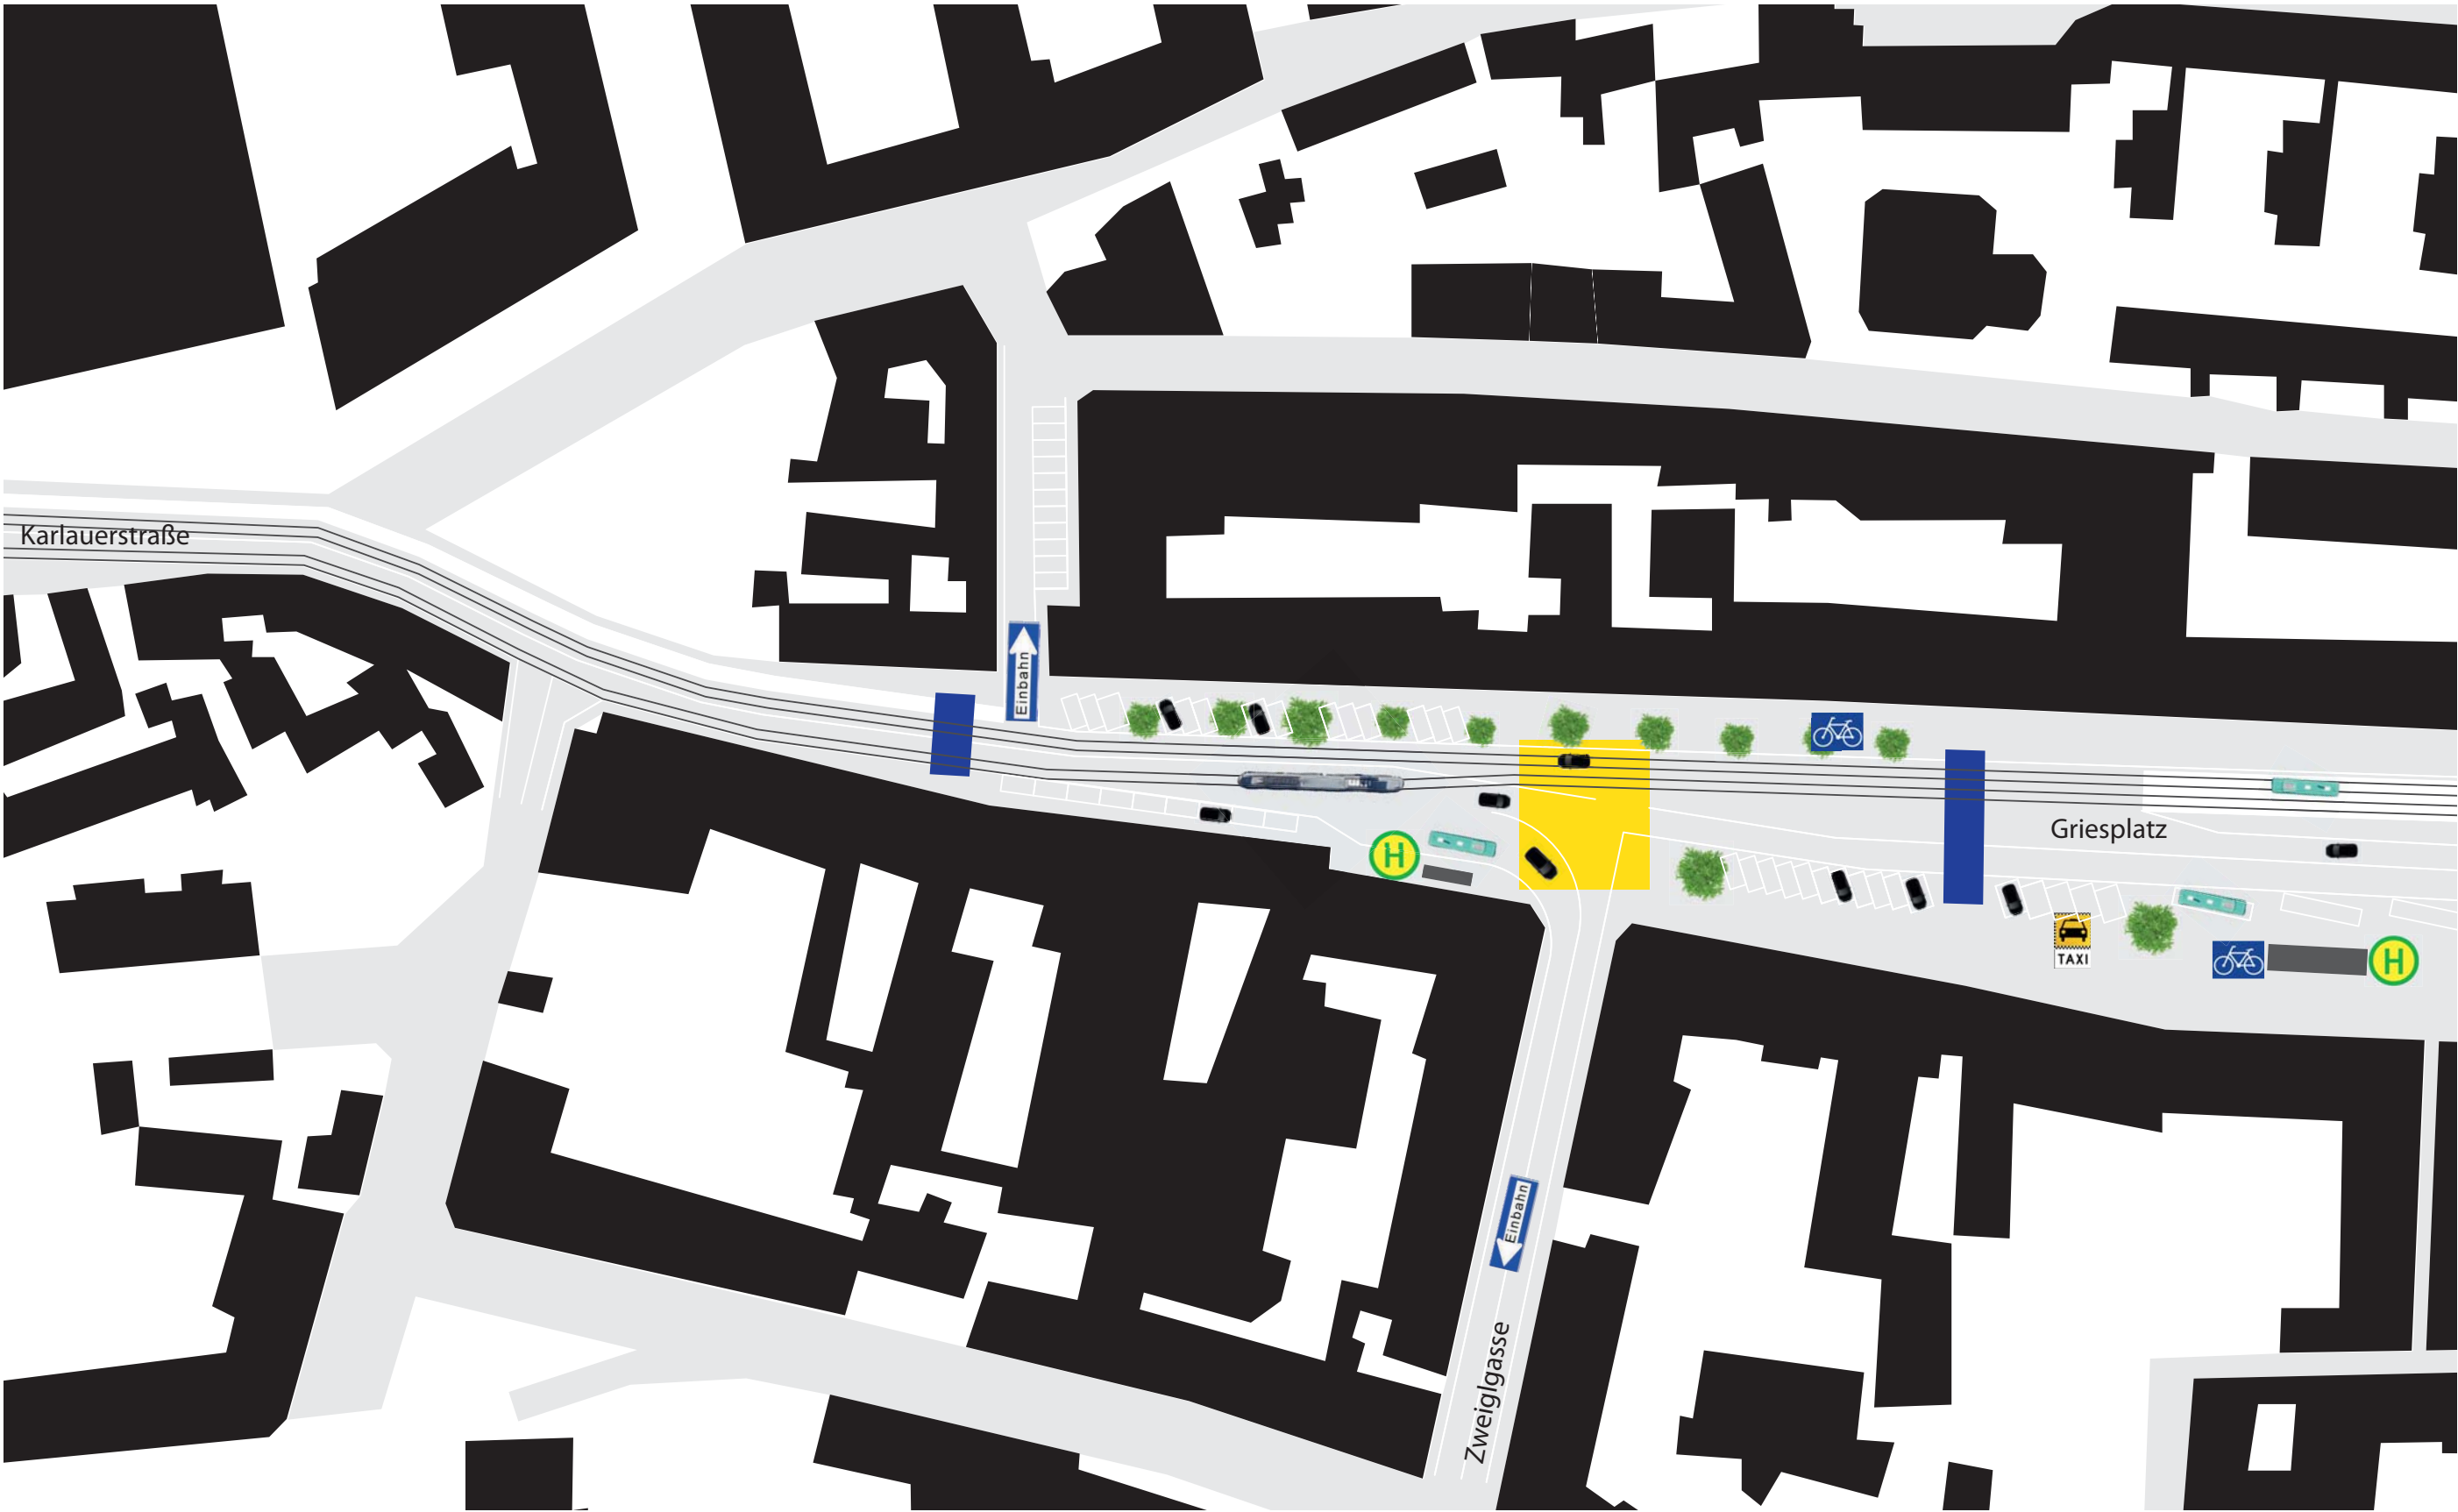 Karlauerstraße
Einbahn
H
Griesplatz
TAXI
H
Einbahn
Zweiglgasse